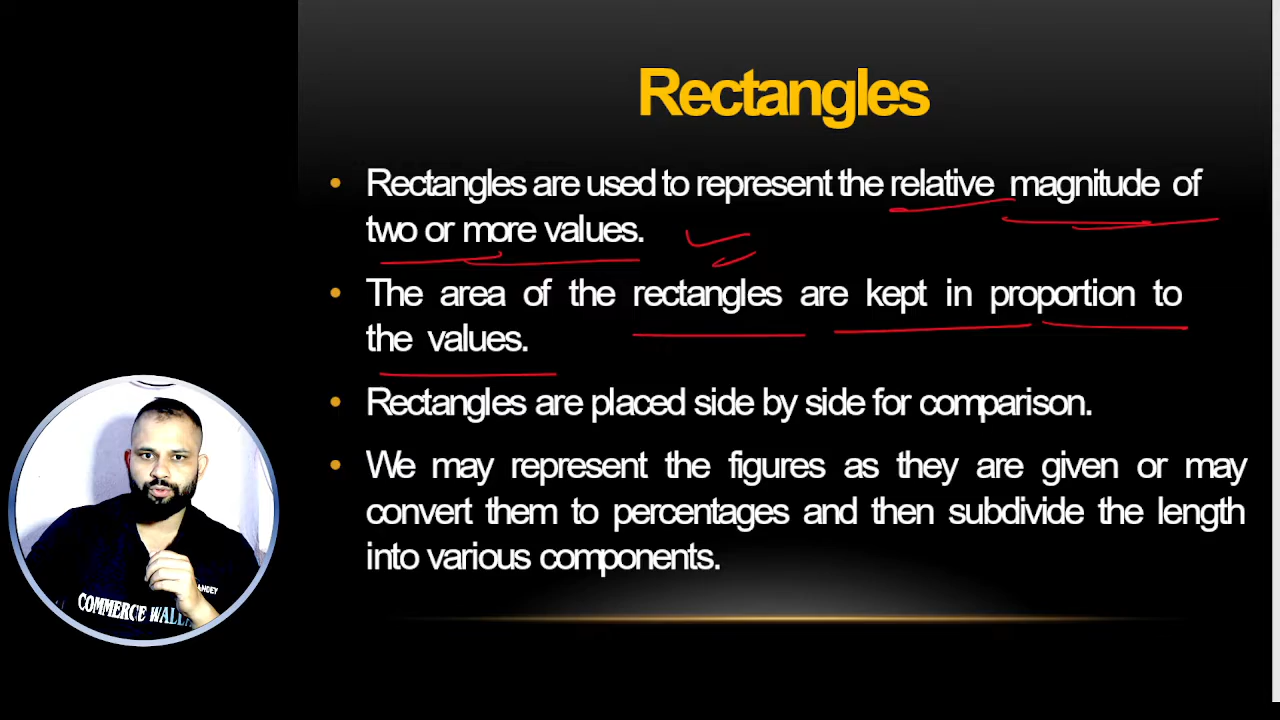 Rectangles
• Rectangles are used to represent the relative magnitude of
two or more values.
• The area of the rectangles are kept in proportion to
the values.
• Rectangles are placed side by side for comparison.
• We may represent the figures as they are given or may
convert them to percentages and then subdivide the length
into various components.
COMMERCE